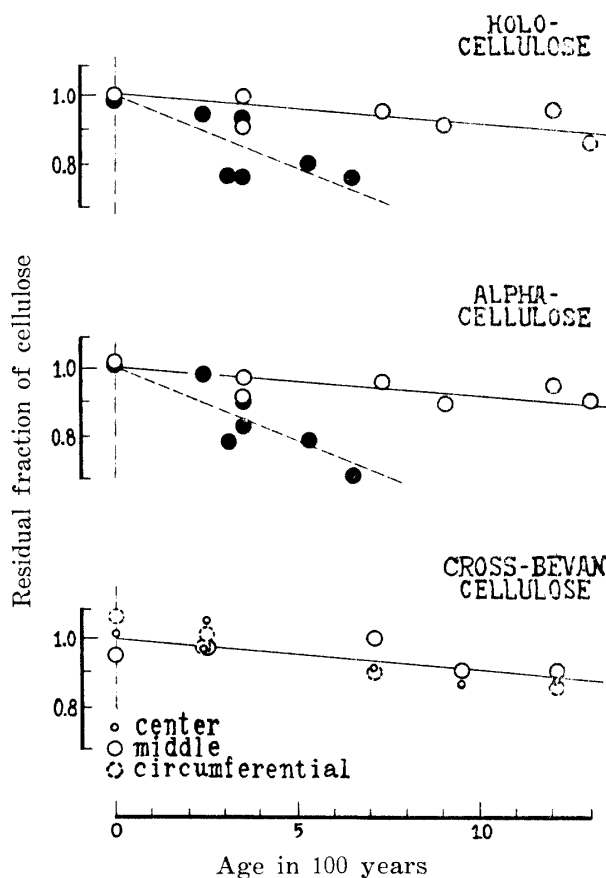 HOLO-
CELLULOSE
1.0
0.8
ALPHA-
CELLULOSE
1.0
0.8
Residual fraction of cellulose
CROSS-BEVAN
CELLULOSE
1.0
0.8
center
middle
circumferential
0 5 10
Age in 100 years